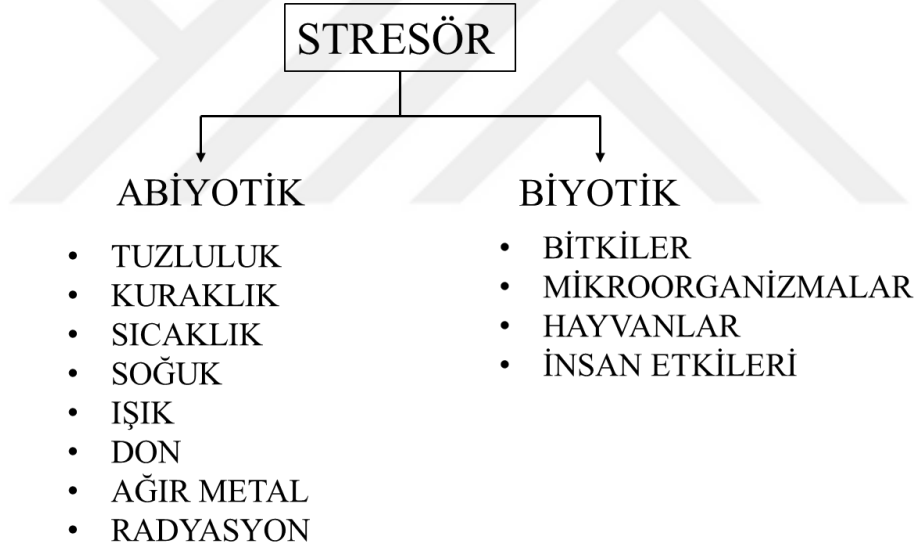 STRESÖR
ABİYOTİK
• TUZLULUK
• KURAKLIK
• SICAKLIK
• SOĞUK
• IŞIK
• DON
• AĞIR METAL
• RADYASYON
BİYOTİK
• BİTKİLER
• MİKROORGANİZMALAR
• HAYVANLAR
• İNSAN ETKİLERİ